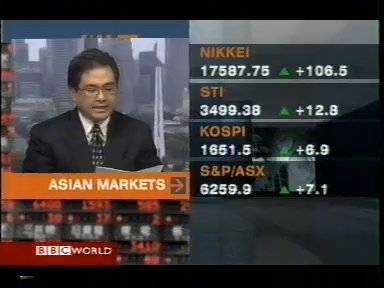 NIKKEI
17587.75 ▲ +106.5
STI
3499.38 ▲ +12.8
KOSPI
1651.5 ▲ +6.9
S&P/ASX
6259.9 ▲ +7.1
ASIAN MARKETS
BBC WORLD